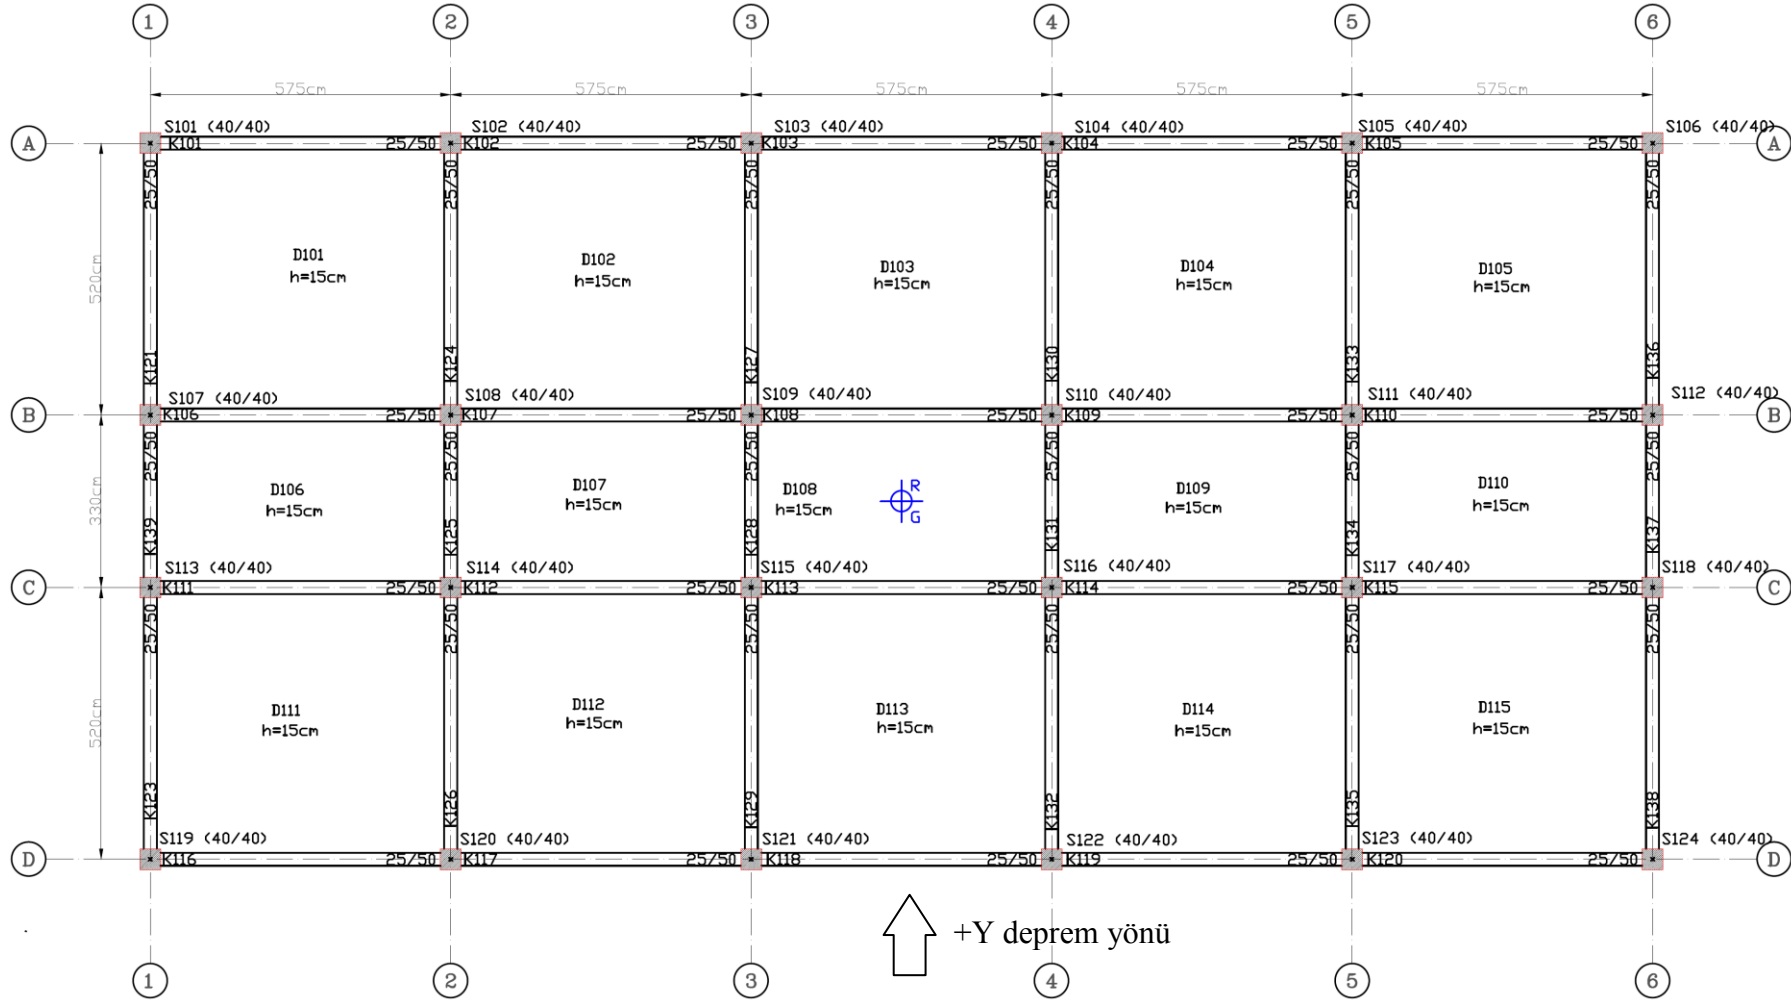 1 2 3 4 5 6
575cm 575cm 575cm 575cm 575cm
S101 (40/40) S102 (40/40) S103 (40/40) S104 (40/40) S105 (40/40) S106 (40/40)
A K101 25/50 K102 25/50 K103 25/50 K104 25/50 K105 25/50 A
25/50 25/50 25/50 25/50 25/50 25/50
D101 D102 D103 D104 D105
h=15cm h=15cm h=15cm h=15cm h=15cm
520cm
K121 K124 K127 K130 K133 K136
S107 (40/40) S108 (40/40) S109 (40/40) S110 (40/40) S111 (40/40) S112 (40/40)
B K106 25/50 K107 25/50 K108 25/50 K109 25/50 K110 25/50 B
25/50 25/50 25/50 25/50 25/50 25/50
D106 D107 D108 R D109 D110
h=15cm h=15cm h=15cm G h=15cm h=15cm
330cm
K139 K125 K128 K131 K134 K137
S113 (40/40) S114 (40/40) S115 (40/40) S116 (40/40) S117 (40/40) S118 (40/40)
C K111 25/50 K112 25/50 K113 25/50 K114 25/50 K115 25/50 C
25/50 25/50 25/50 25/50 25/50 25/50
D111 D112 D113 D114 D115
h=15cm h=15cm h=15cm h=15cm h=15cm
520cm
K123 K126 K129 K132 K135 K138
S119 (40/40) S120 (40/40) S121 (40/40) S122 (40/40) S123 (40/40) S124 (40/40)
D K116 25/50 K117 25/50 K118 25/50 K119 25/50 K120 25/50 D
+Y deprem yönü
1 2 3 4 5 6